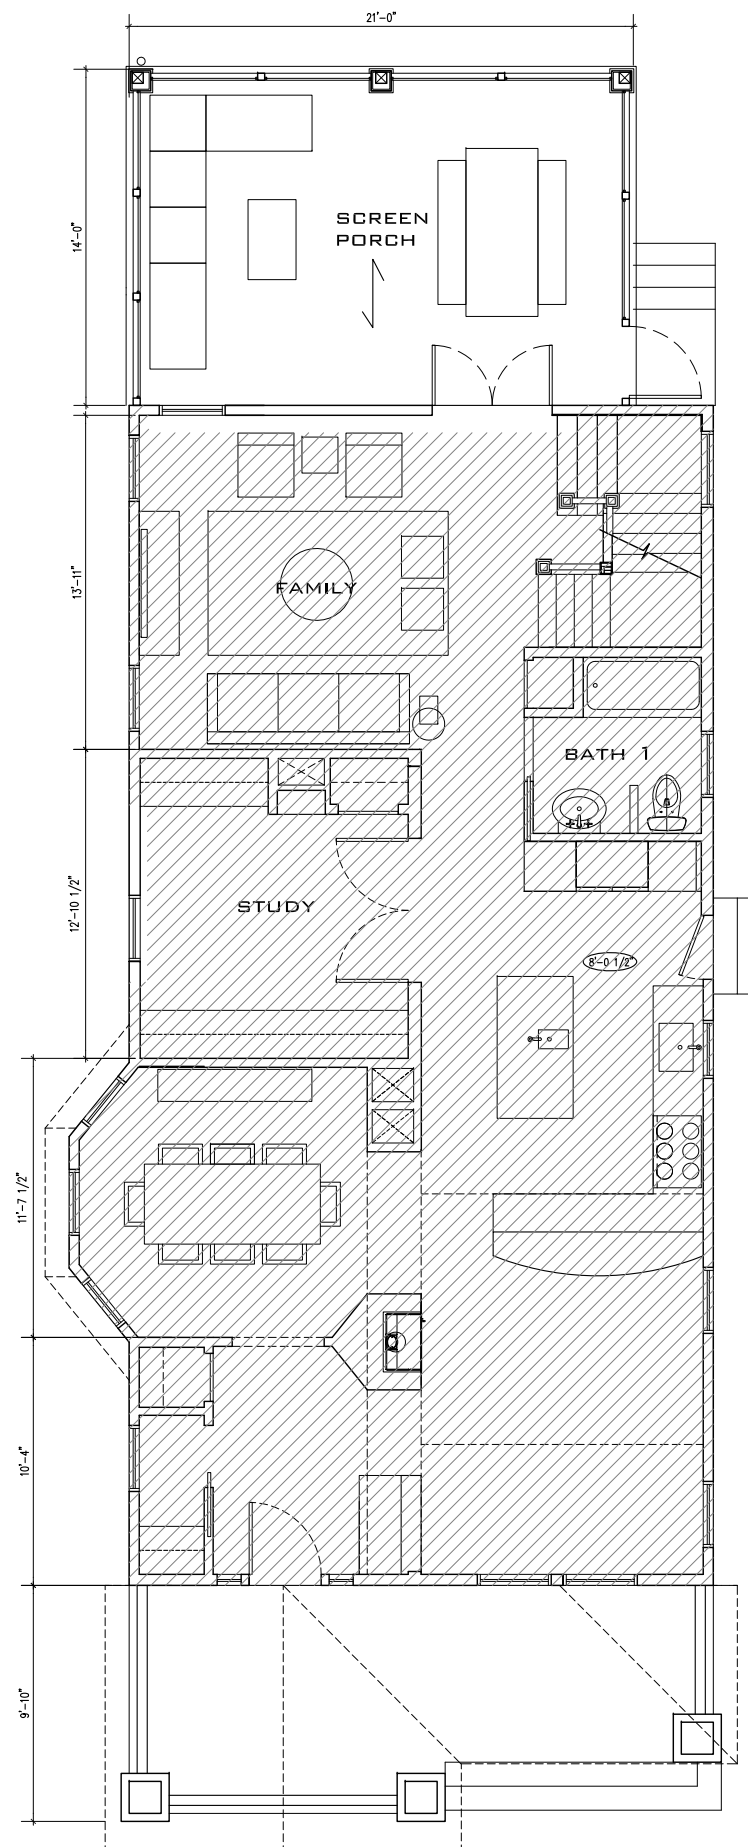 21'-0"
SCREEN
PORCH
14'-0"
FAMILY
13'-11"
BATH 1
STUDY
12'-10 1/2"
8'-0 1/2"
11'-7 1/2"
10'-4"
9'-10"